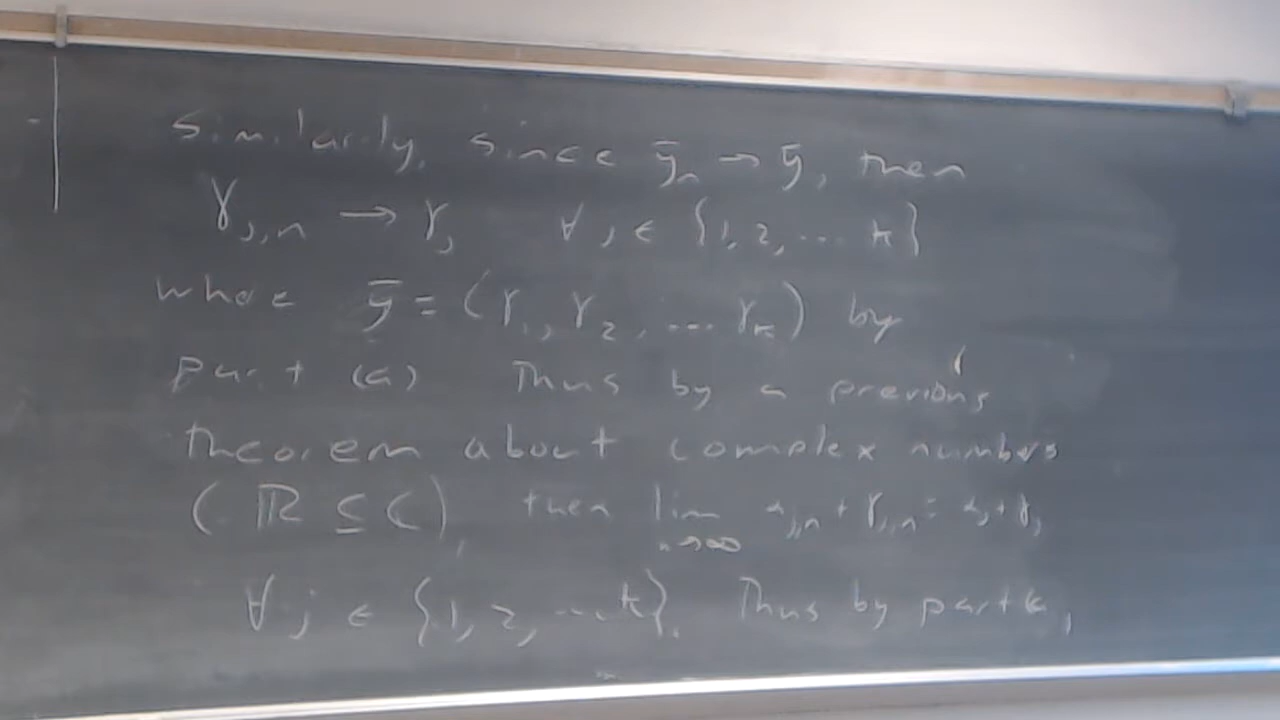 Similarly, since ȳₙ → ȳ, then
γⱼ,ₙ → γⱼ ∀ j ∈ {1, 2, ... k}
where ȳ = (γ₁, γ₂, ... γₖ) by
part (a) Thus by a previous
theorem about complex numbers
(ℝ ⊆ ℂ), then lim n→∞ αⱼ,ₙ + γⱼ,ₙ = αⱼ + γⱼ
∀ j ∈ {1, 2, ... k}. Thus by part a,